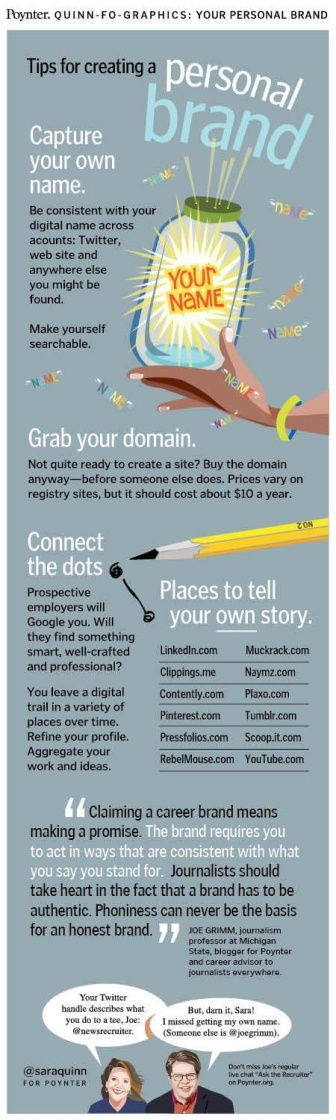 Poynter. QUINN-FO-GRAPHICS: YOUR PERSONAL BRAND
Tips for creating a personal
brand
Capture
your own
name.
Be consistent with your
digital name across
acounts: Twitter,
web site and
anywhere else
you might be
found.
Make yourself
searchable.
NAME
name
name
NAME
YOUR
NAME
NAME
NAME
NAME
NAME
Grab your domain.
Not quite ready to create a site? Buy the domain
anyway—before someone else does. Prices vary on
registry sites, but it should cost about $10 a year.
NO2
Connect
the dots
Prospective
employers will
Google you. Will
they find something
smart, well-crafted
and professional?
You leave a digital
trail in a variety of
places over time.
Refine your profile.
Aggregate your
work and ideas.
Places to tell
your own story.
LinkedIn.com Muckrack.com
Clippings.me Naymz.com
Contently.com Plaxo.com
Pinterest.com Tumblr.com
Pressfolios.com Scoop.it.com
RebelMouse.com YouTube.com
“ Claiming a career brand means
making a promise. The brand requires you
to act in ways that are consistent with what
you say you stand for. Journalists should
take heart in the fact that a brand has to be
authentic. Phoniness can never be the basis
for an honest brand. ”
JOE GRIMM, journalism
professor at Michigan
State, blogger for Poynter
and career advisor to
journalists everywhere.
Your Twitter
handle describes what
you do to a tee, Joe:
@newsrecruiter.
But, darn it, Sara!
I missed getting my own name.
(Someone else is @joegrimm).
@saraquinn
FOR POYNTER
Don't miss Joe's regular
live chat "Ask the Recruiter"
on Poynter.org.